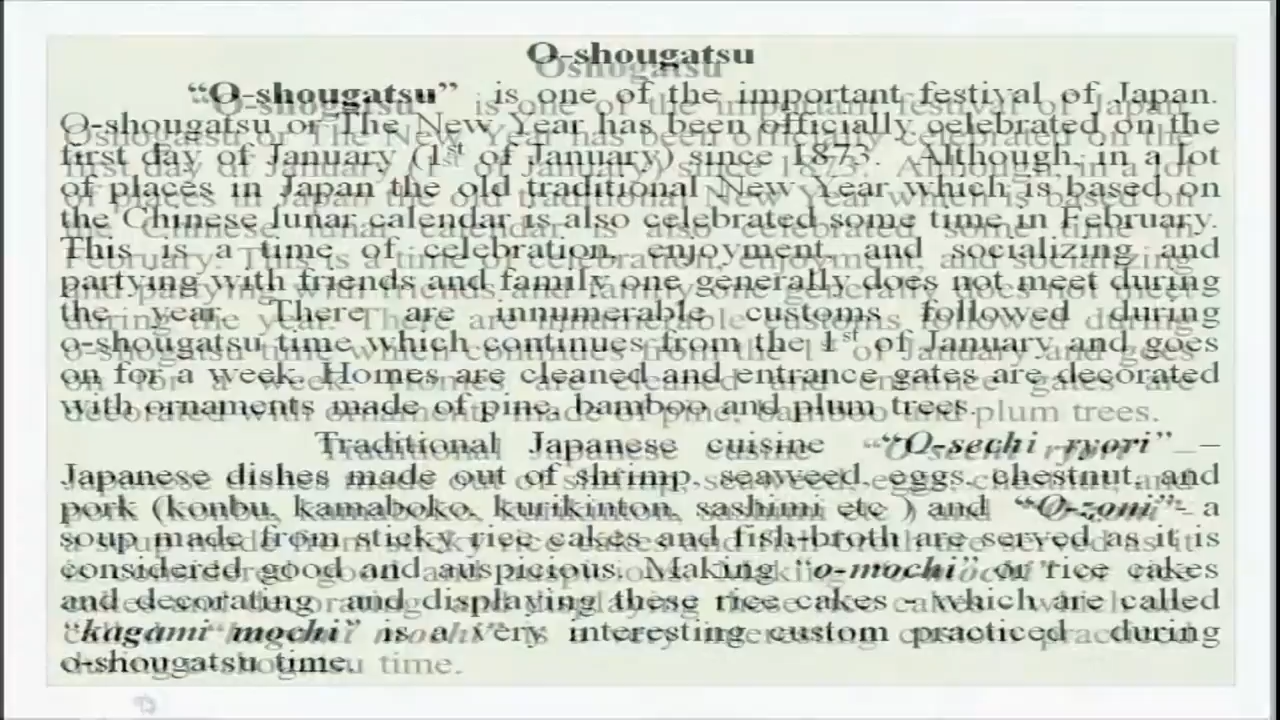 O-shougatsu
“O-shougatsu” is one of the important festival of Japan.
O-shougatsu or The New Year has been officially celebrated on the
first day of January (1st of January) since 1873. Although, in a lot
of places in Japan the old traditional New Year which is based on
the Chinese lunar calendar is also celebrated some time in February.
This is a time of celebration, enjoyment, and socializing and
partying with friends and family one generally does not meet during
the year. There are innumerable customs followed during
o-shougatsu time which continues from the 1st of January and goes
on for a week. Homes are cleaned and entrance gates are decorated
with ornaments made of pine, bamboo and plum trees.
Traditional Japanese cuisine “O-sechi ryori” –
Japanese dishes made out of shrimp, seaweed, eggs, chestnut, and
pork (konbu, kamaboko, kurikinton, sashimi etc ) and “O-zoni”- a
soup made from sticky rice cakes and fish-broth are served as it is
considered good and auspicious. Making “o-mochi” or rice cakes
and decorating and displaying these rice cakes - which are called
“kagami mochi” is a very interesting custom practiced during
o-shougatsu time.